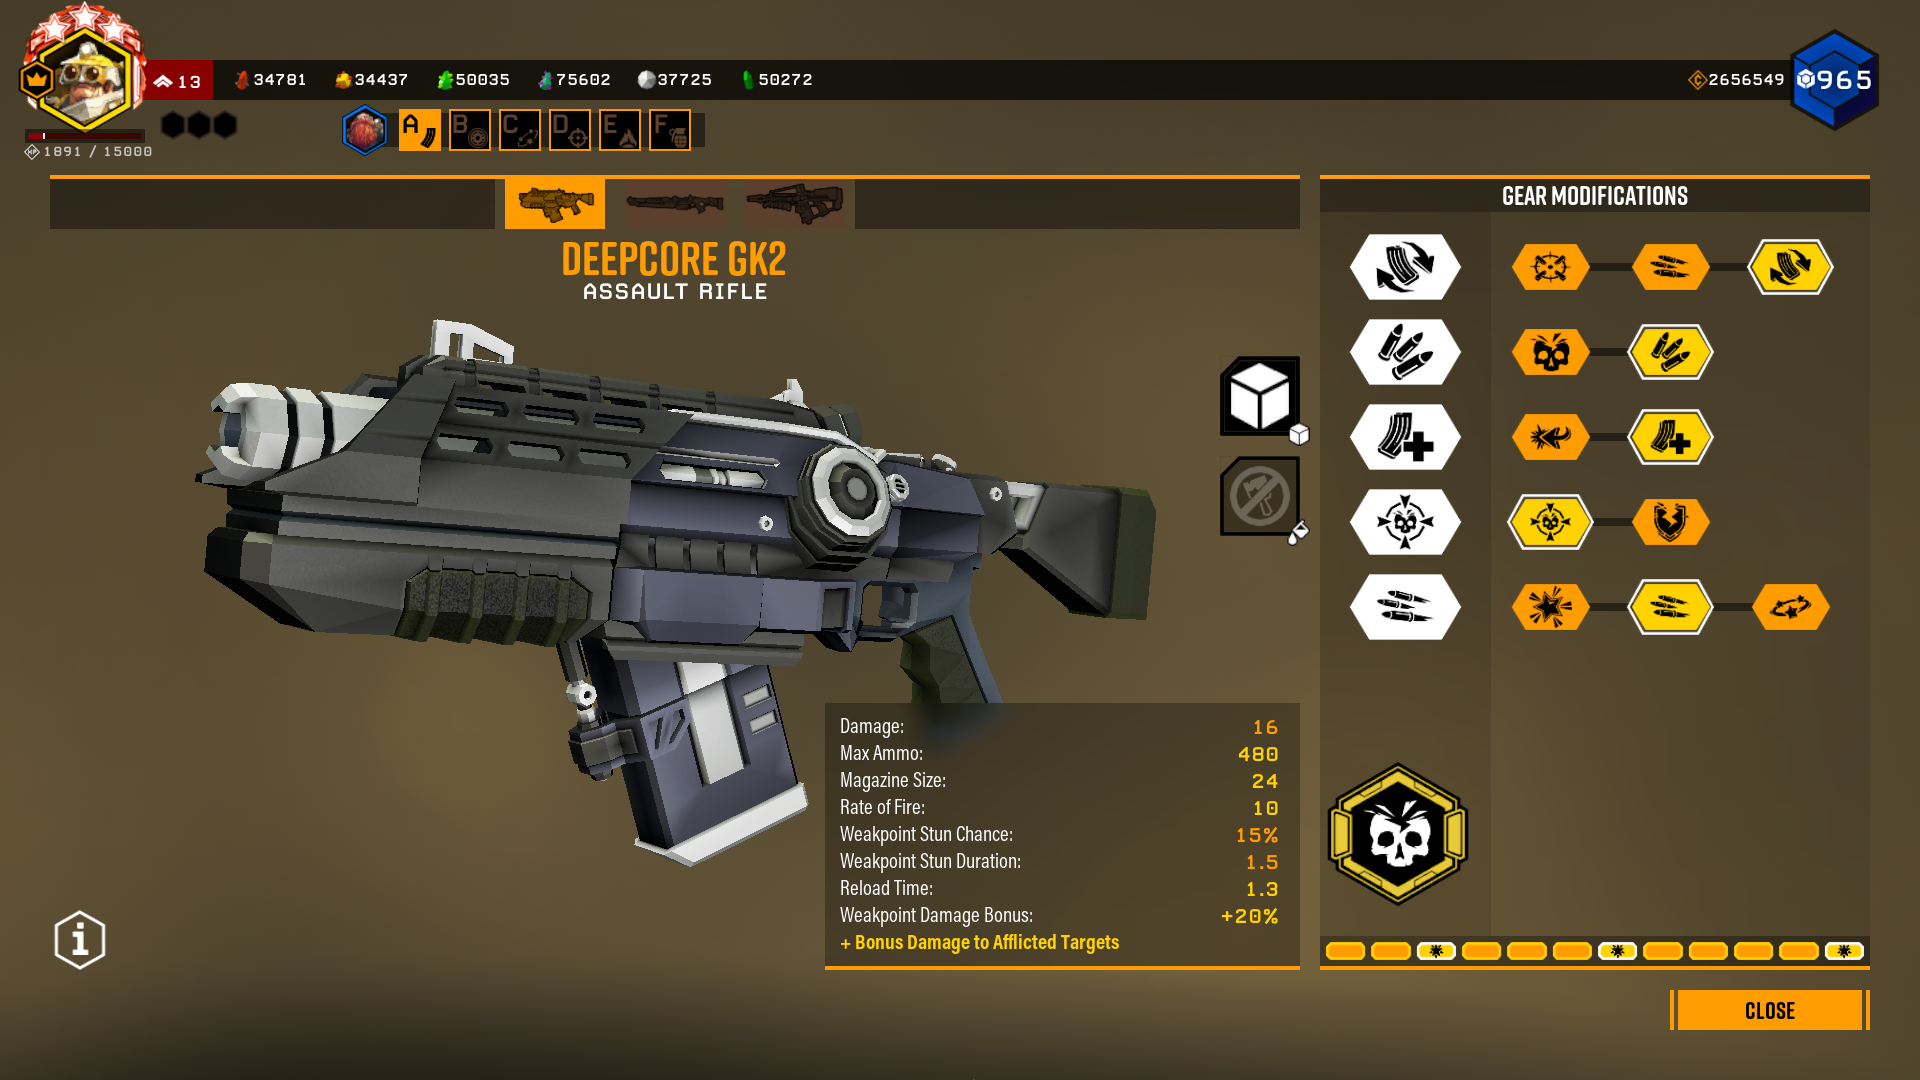 13 34781 34437 50035 75602 37725 50272 2656549 965
1891 / 15000
A B C D E F
GEAR MODIFICATIONS
DEEPCORE GK2
ASSAULT RIFLE
Damage: 16
Max Ammo: 480
Magazine Size: 24
Rate of Fire: 10
Weakpoint Stun Chance: 15%
Weakpoint Stun Duration: 1.5
Reload Time: 1.3
Weakpoint Damage Bonus: +20%
+ Bonus Damage to Afflicted Targets
CLOSE